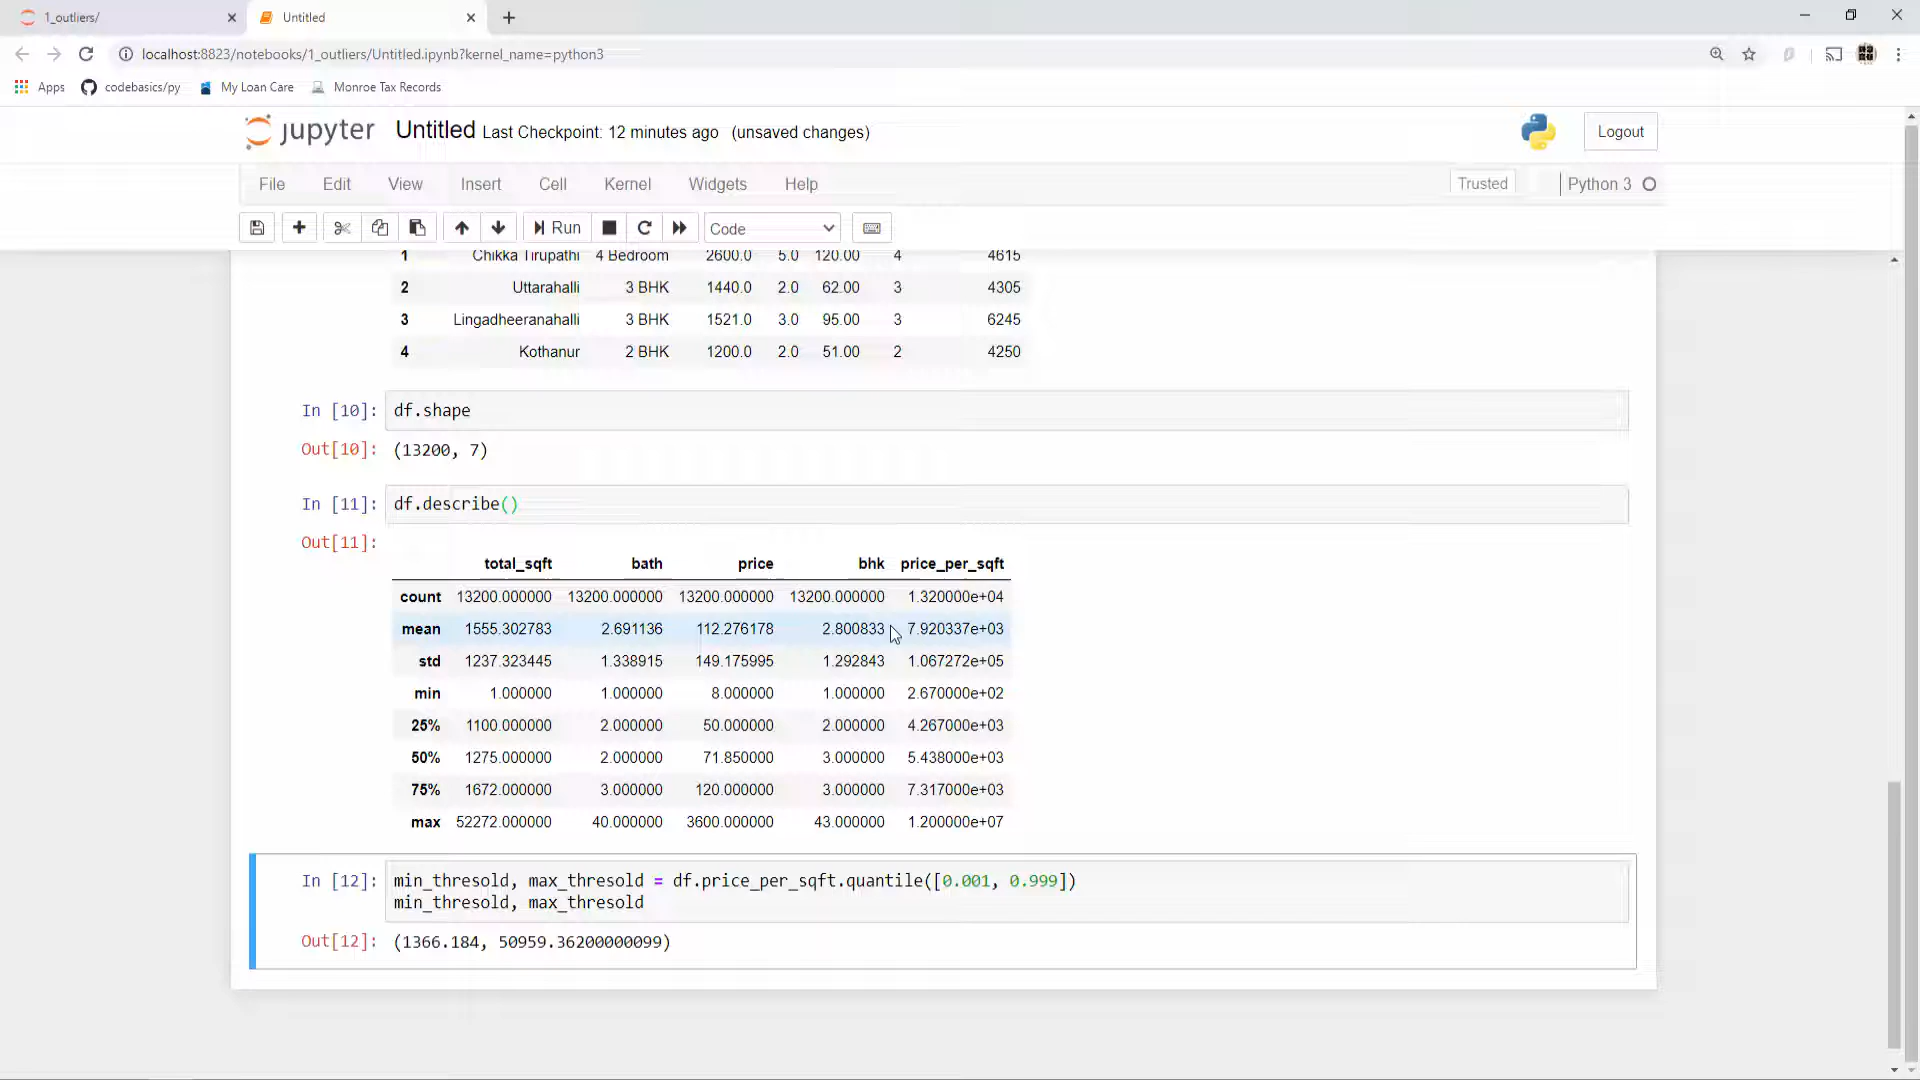 1_outliers/
Untitled
localhost:8823/notebooks/1_outliers/Untitled.ipynb?kernel_name=python3
Apps codebasics/py My Loan Care Monroe Tax Records
jupyter Untitled Last Checkpoint: 12 minutes ago (unsaved changes) Logout
File Edit View Insert Cell Kernel Widgets Help Trusted Python 3
Run Code
1 Chikka Tirupathi 4 Bedroom 2600.0 5.0 120.00 4 4615
2 Uttarahalli 3 BHK 1440.0 2.0 62.00 3 4305
3 Lingadheeranahalli 3 BHK 1521.0 3.0 95.00 3 6245
4 Kothanur 2 BHK 1200.0 2.0 51.00 2 4250
In [10]: df.shape
Out[10]: (13200, 7)
In [11]: df.describe()
Out[11]:
total_sqft bath price bhk price_per_sqft
count 13200.000000 13200.000000 13200.000000 13200.000000 1.320000e+04
mean 1555.302783 2.691136 112.276178 2.800833 7.920337e+03
std 1237.323445 1.338915 149.175995 1.292843 1.067272e+05
min 1.000000 1.000000 8.000000 1.000000 2.670000e+02
25% 1100.000000 2.000000 50.000000 2.000000 4.267000e+03
50% 1275.000000 2.000000 71.850000 3.000000 5.438000e+03
75% 1672.000000 3.000000 120.000000 3.000000 7.317000e+03
max 52272.000000 40.000000 3600.000000 43.000000 1.200000e+07
In [12]: min_thresold, max_thresold = df.price_per_sqft.quantile([0.001, 0.999])
min_thresold, max_thresold
Out[12]: (1366.184, 50959.36200000099)